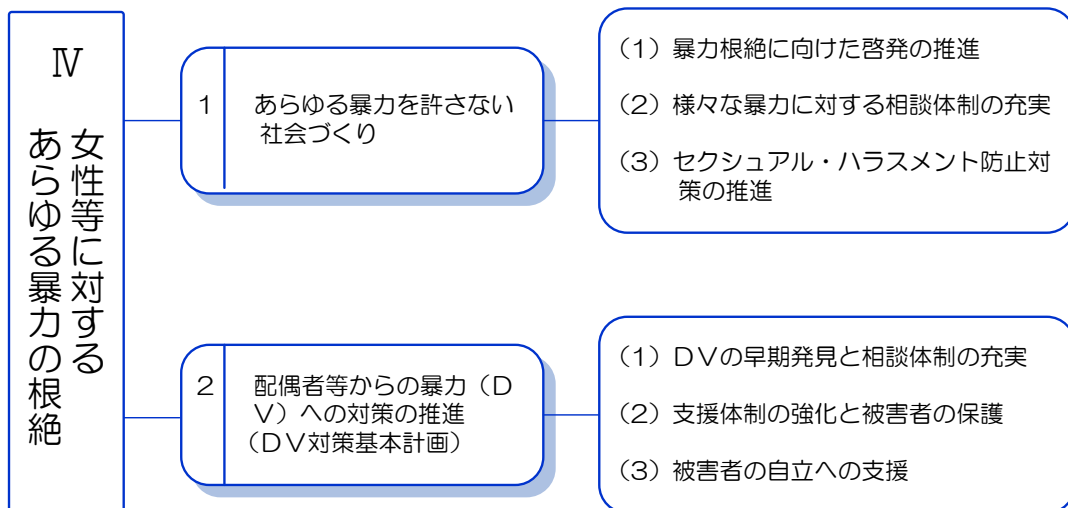 Ⅳ
女性等に対する
あらゆる暴力の根絶
1
あらゆる暴力を許さない
社会づくり
（1）暴力根絶に向けた啓発の推進
（2）様々な暴力に対する相談体制の充実
（3）セクシュアル・ハラスメント防止対
策の推進
2
配偶者等からの暴力（Ｄ
Ｖ）への対策の推進
（ＤＶ対策基本計画）
（1）ＤＶの早期発見と相談体制の充実
（2）支援体制の強化と被害者の保護
（3）被害者の自立への支援